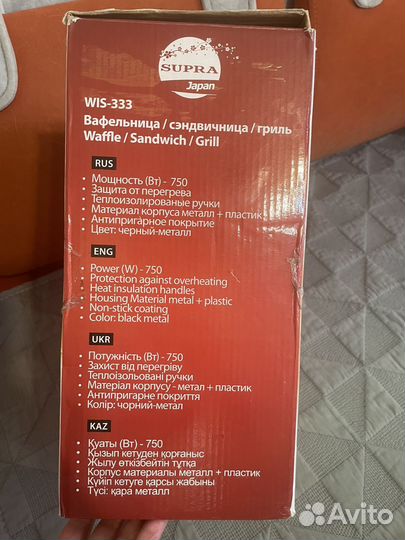 SUPRA
Japan
WIS-333
Вафельница / сэндвичница / гриль
Waffle / Sandwich / Grill
RUS
• Мощность (Вт) - 750
• Защита от перегрева
• Теплоизолированые ручки
• Материал корпуса металл + пластик
• Антипригарное покрытие
• Цвет: черный-металл
ENG
• Power (W) - 750
• Protection against overheating
• Heat insulation handles
• Housing Material metal + plastic
• Non-stick coating
• Color: black metal
UKR
• Потужність (Вт) - 750
• Захист від перегріву
• Теплоізольовані ручки
• Матеріал корпусу - метал + пластик
• Антипригарне покриття
• Колір: чорний-метал
KAZ
• Қуаты (Вт) - 750
• Қызып кетуден қорғаныс
• Жылу өткізбейтін тұтқа
• Корпус материалы металл + пластик
• Күйіп кетуге қарсы жабыны
• Түсі: қара металл
Avito